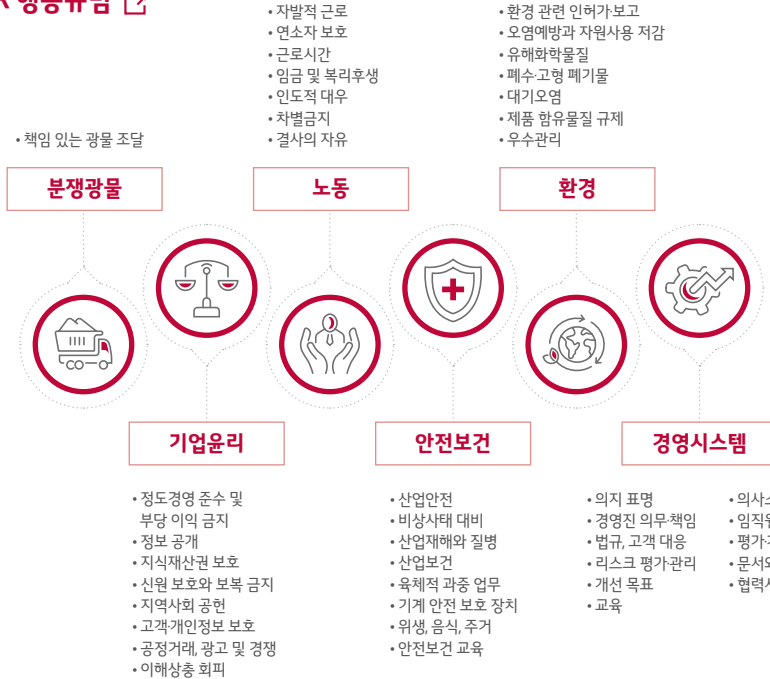 행동규범
• 책임 있는 광물 조달
분쟁광물
• 자발적 근로
• 연소자 보호
• 근로시간
• 임금 및 복리후생
• 인도적 대우
• 차별금지
• 결사의 자유
노동
• 환경 관련 인허가·보고
• 오염예방과 자원사용 저감
• 유해화학물질
• 폐수·고형 폐기물
• 대기오염
• 제품 함유물질 규제
• 우수관리
환경
기업윤리
• 정도경영 준수 및
부당 이익 금지
• 정보 공개
• 지식재산권 보호
• 신원 보호와 보복 금지
• 지역사회 공헌
• 고객·개인정보 보호
• 공정거래, 광고 및 경쟁
• 이해상충 회피
안전보건
• 산업안전
• 비상사태 대비
• 산업재해와 질병
• 산업보건
• 육체적 과중 업무
• 기계 안전 보호 장치
• 위생, 음식, 주거
• 안전보건 교육
경영시스템
• 의지 표명
• 경영진 의무·책임
• 법규, 고객 대응
• 리스크 평가·관리
• 개선 목표
• 교육